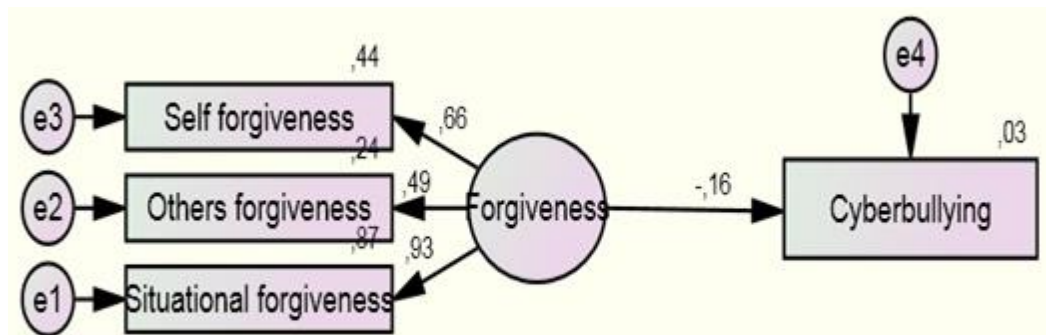 ,44
e4
e3
Self forgiveness
,66
,03
,24
e2
Others forgiveness
,49
Forgiveness
-,16
Cyberbullying
,87
,93
e1
Situational forgiveness